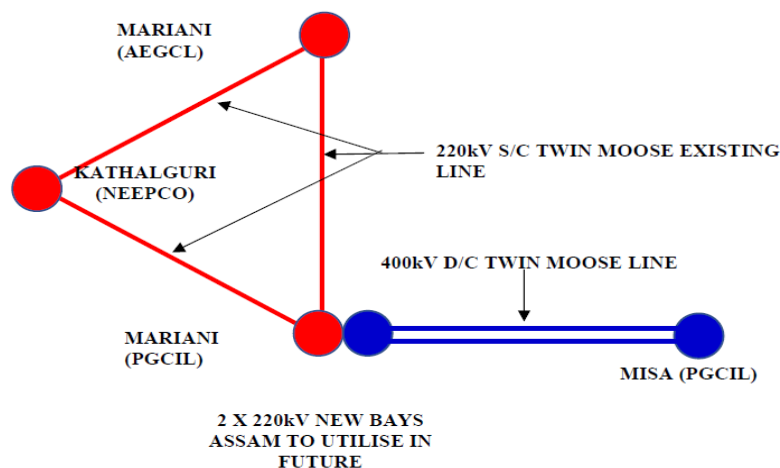 MARIANI
(AEGCL)
KATHALGURI
(NEEPCO)
220kV S/C TWIN MOOSE EXISTING
LINE
400kV D/C TWIN MOOSE LINE
MARIANI
(PGCIL)
MISA (PGCIL)
2 X 220kV NEW BAYS
ASSAM TO UTILISE IN
FUTURE